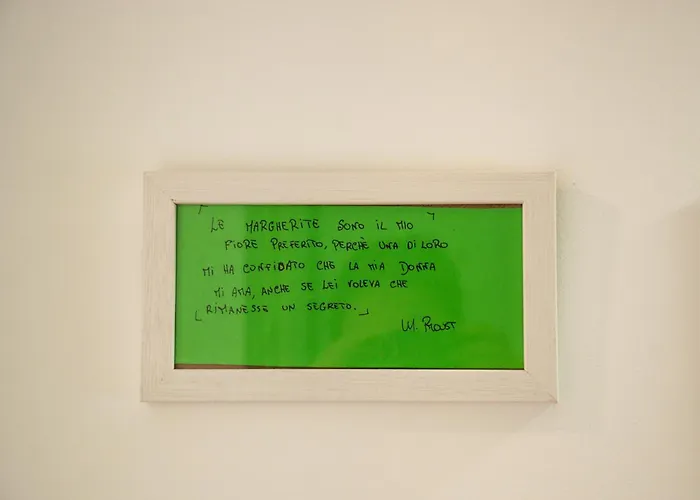 LE MARGHERITE SONO IL MIO
FIORE PREFERITO, PERCHÈ UNA DI LORO
MI HA CONFIDATO CHE LA MIA DONNA
MI AMA, ANCHE SE LEI VOLEVA CHE
RIMANESSE UN SEGRETO.
M. PROUST